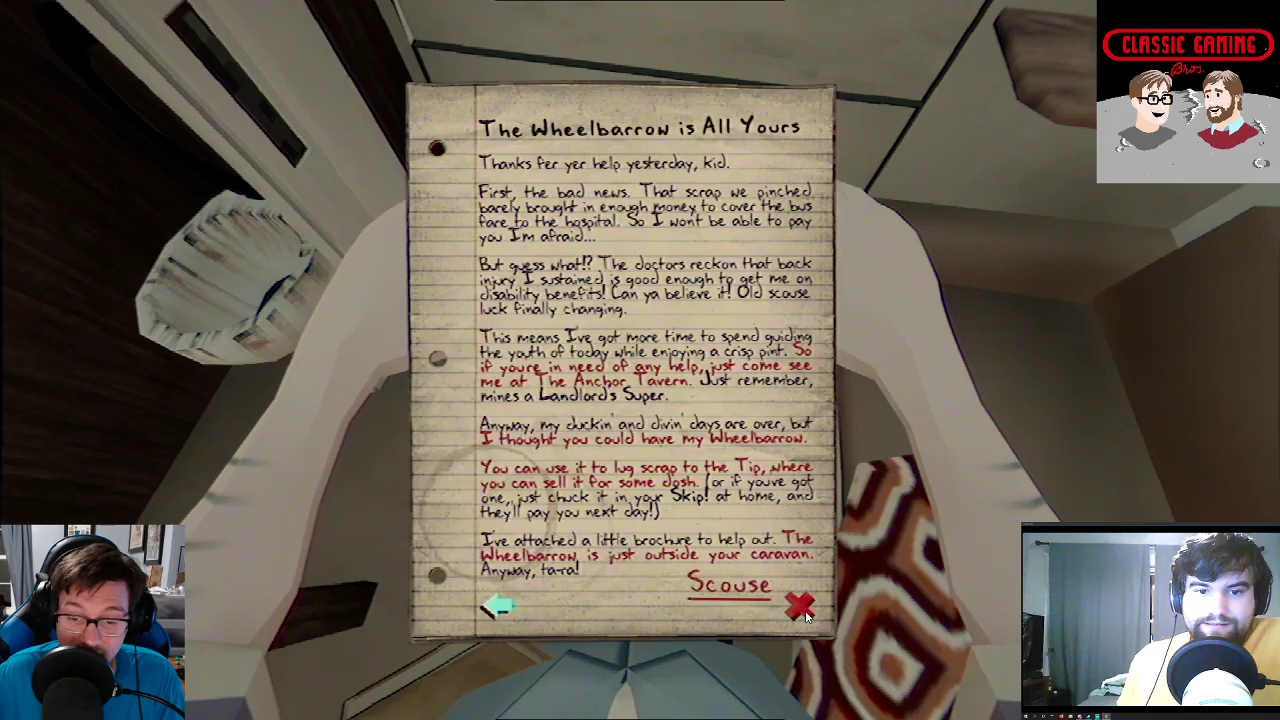 CLASSIC GAMING
Bros.
The Wheelbarrow is All Yours
Thanks fer yer help yesterday, kid.
First, the bad news. That scrap we pinched
barely brought in enough money to cover the bus
fare to the hospital. So I won't be able to pay
you I'm afraid...
But guess what!? The doctors reckon that back
injury I sustained is good enough to get me on
disability benefits! Can ya believe it! Old scouse
luck finally changing.
This means I've got more time to spend guiding
the youth of today while enjoying a crisp pint. So
if you're in need of any help, just come see
me at The Anchor Tavern. Just remember,
mines a Landlord's Super.
Anyway, my duckin' and divin' days are over, but
I thought you could have my Wheelbarrow.
You can use it to lug scrap to the Tip, where
you can sell it for some dosh. (or if you've got
one, just chuck it in your Skip! at home, and
they'll pay you next day!)
I've attached a little brochure to help out. The
Wheelbarrow is just outside your caravan.
Anyway, ta-ra!
Scouse